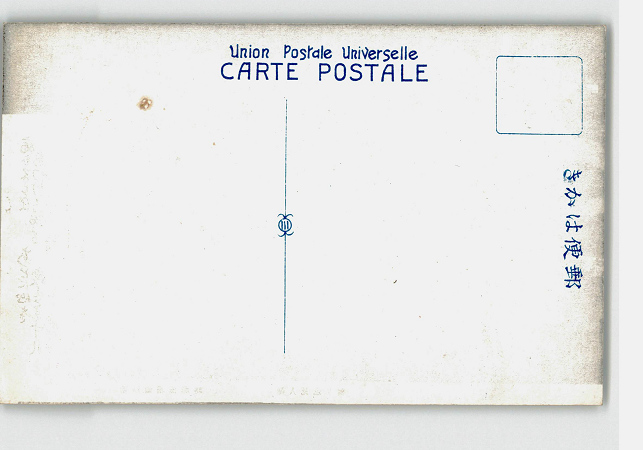 Union Postale Universelle
CARTE POSTALE
きかは便郵